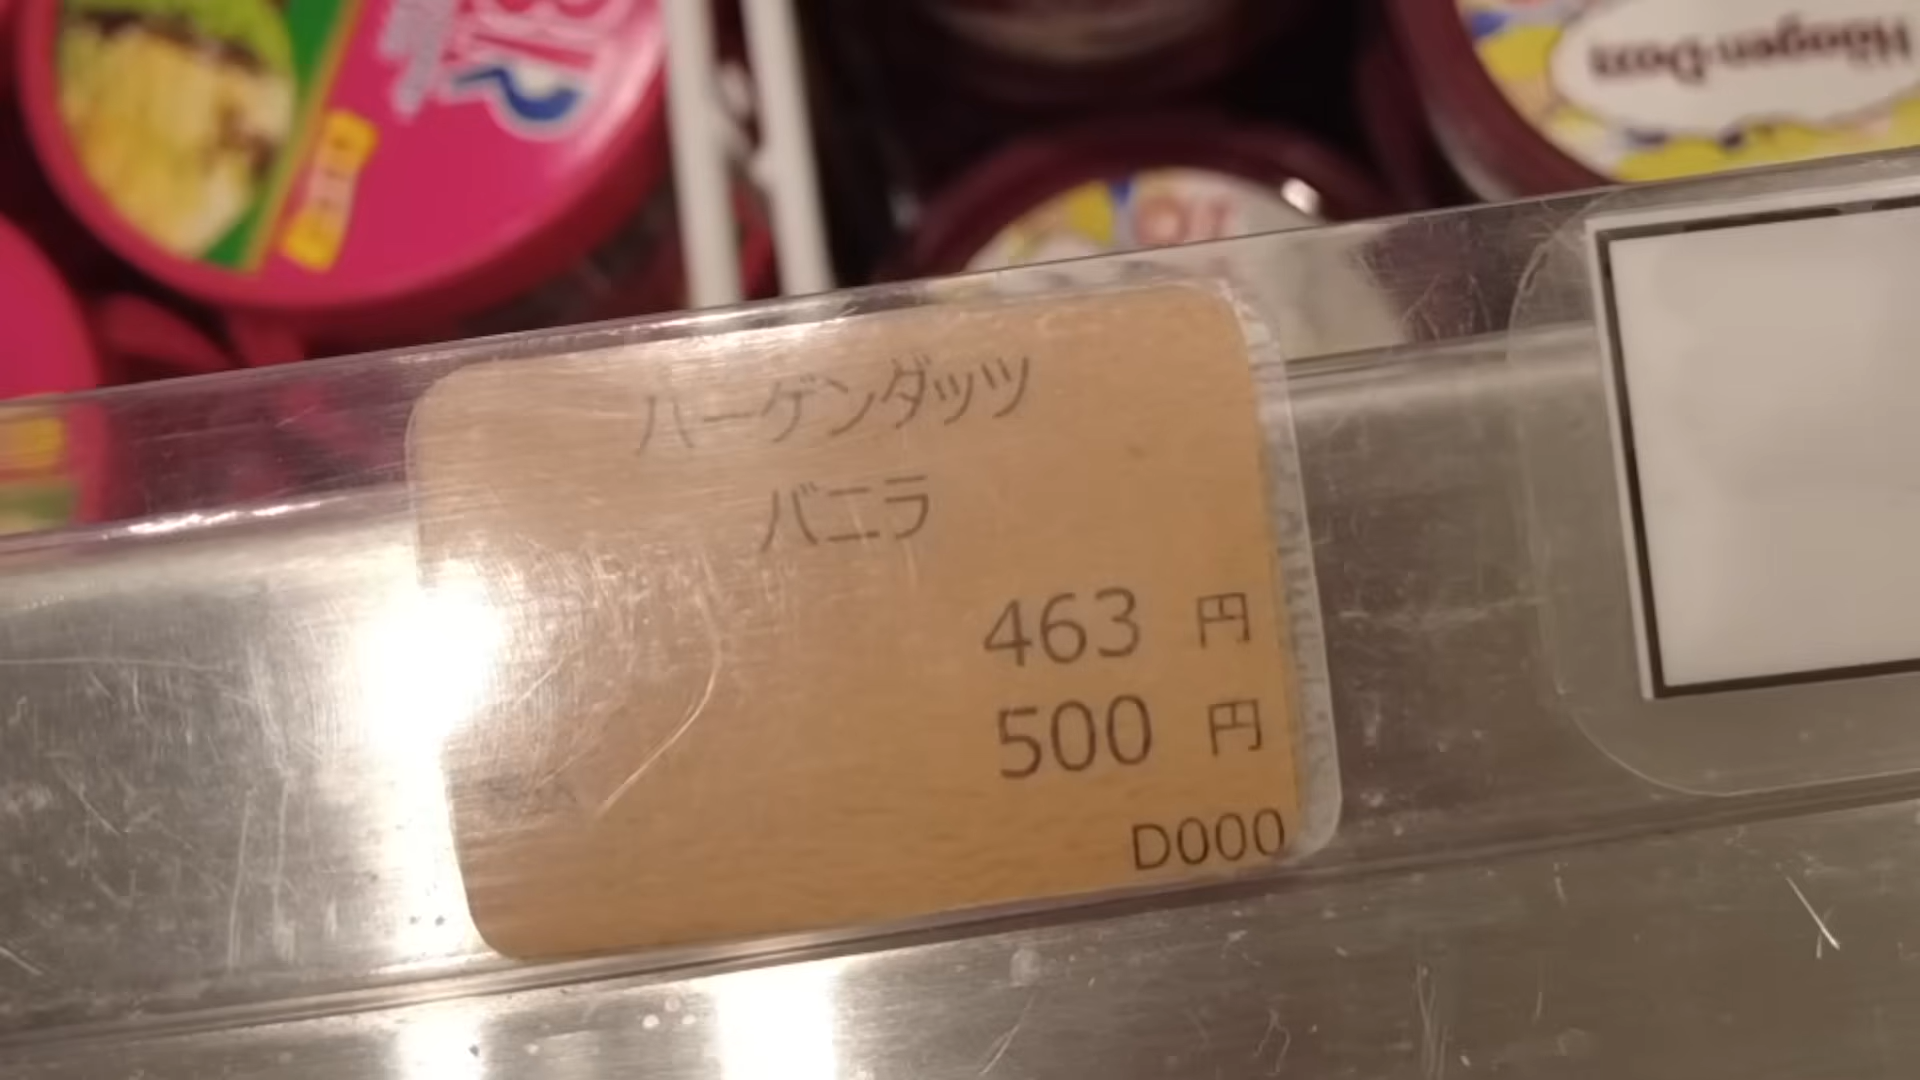 Häagen-Dazs
ハーゲンダッツ
バニラ
463 円
500 円
D000